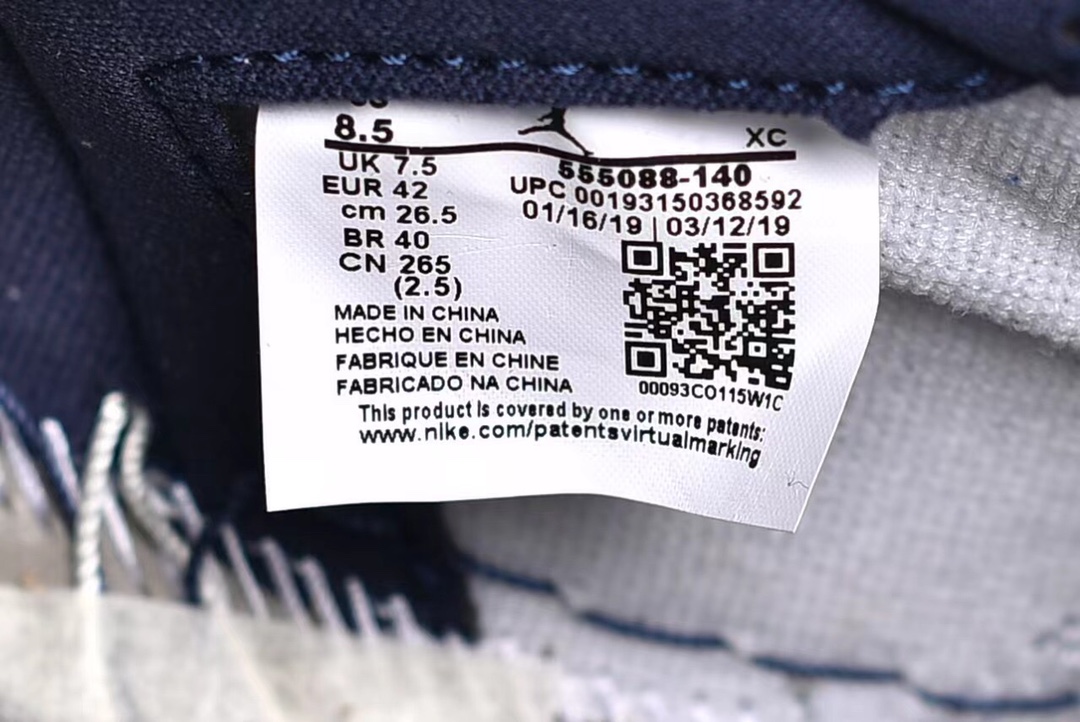 8.5
XC
UK 7.5
EUR 42
cm 26.5
BR 40
CN 265
(2.5)
555088-140
UPC 00193150368592
01/16/19 | 03/12/19
00093CO115W1C
MADE IN CHINA
HECHO EN CHINA
FABRIQUE EN CHINE
FABRICADO NA CHINA
This product is covered by one or more patents:
www.nike.com/patentsvirtualmarking